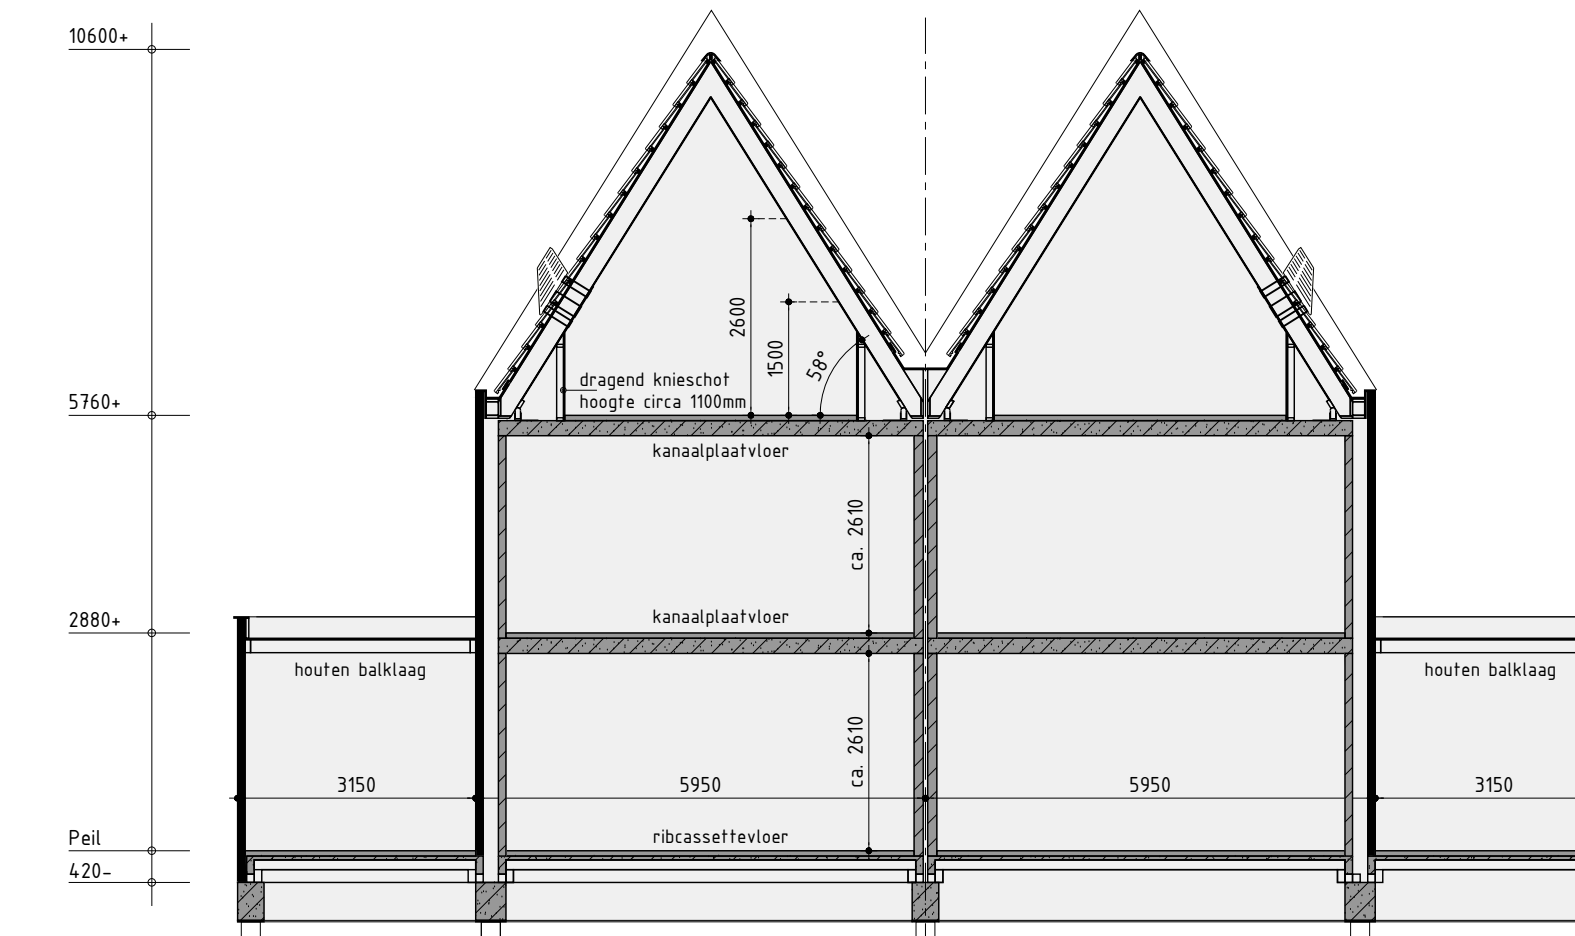 10600+
2600
1500
58°
dragend knieschot
hoogte circa 1100mm
5760+
kanaalplaatvloer
ca. 2610
kanaalplaatvloer
2880+
houten balklaag
houten balklaag
ca. 2610
3150
5950
5950
3150
ribcassettevloer
Peil
420-